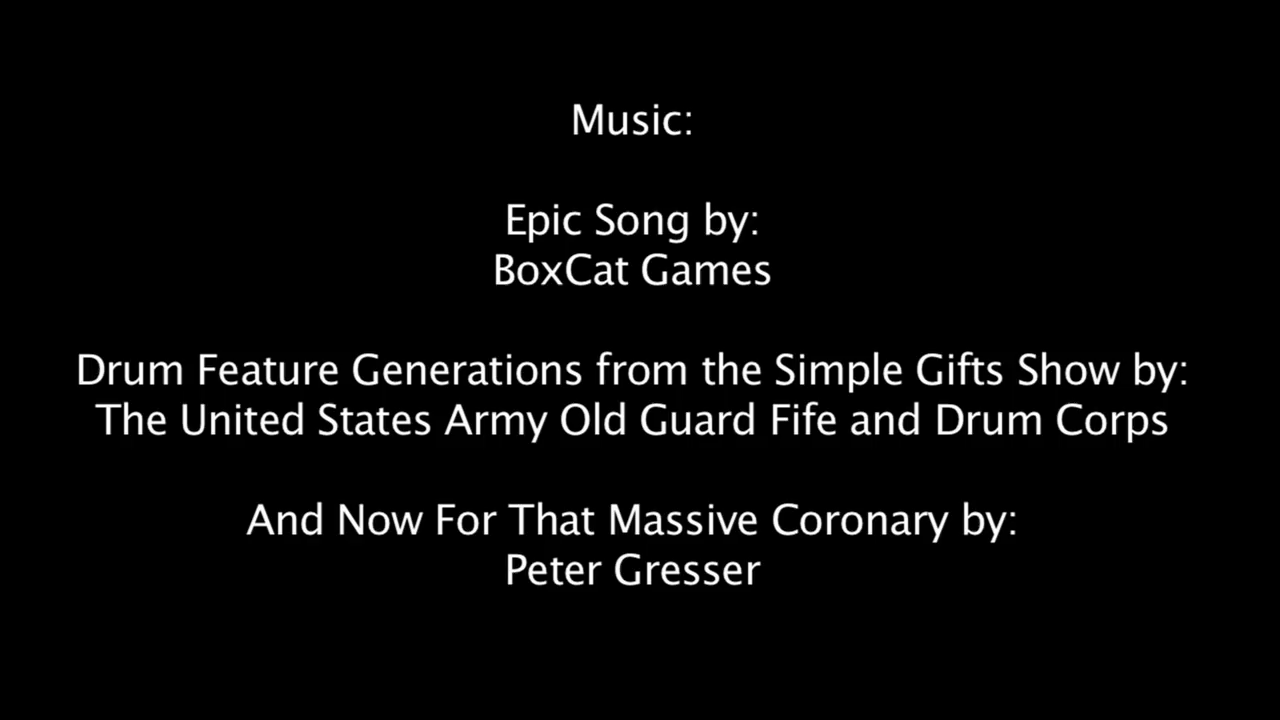 Music:
Epic Song by:
BoxCat Games
Drum Feature Generations from the Simple Gifts Show by:
The United States Army Old Guard Fife and Drum Corps
And Now For That Massive Coronary by:
Peter Gresser